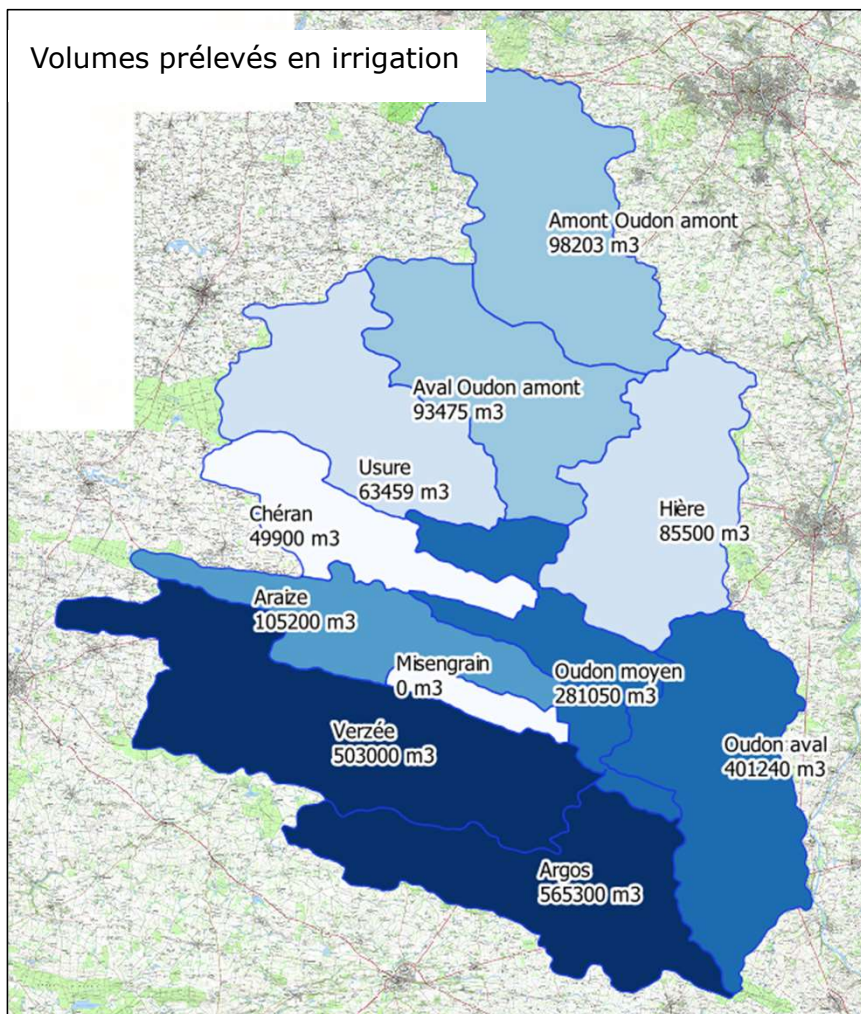 Volumes prélevés en irrigation
Amont Oudon amont
98203 m3
Aval Oudon amont
93475 m3
Usure
63459 m3
Hière
85500 m3
Chéran
49900 m3
Araize
105200 m3
Misengrain
0 m3
Oudon moyen
281050 m3
Verzée
503000 m3
Oudon aval
401240 m3
Argos
565300 m3